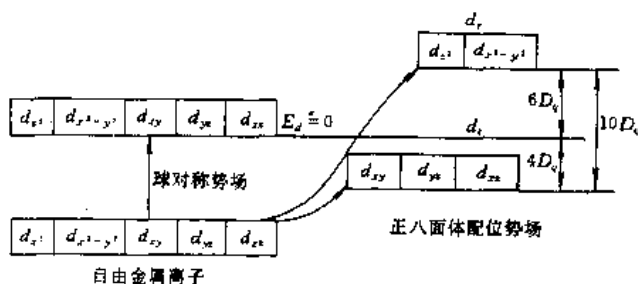 d_r
d_{z²} d_{x²-y²}
6D_q
10D_q
d_{z²} d_{x²-y²} d_{xy} d_{yz} d_{zx} E_d^s = 0
d_ε
4D_q
d_{xy} d_{yz} d_{xz}
球对称势场
正八面体配位势场
d_{z²} d_{x²-y²} d_{xy} d_{yz} d_{zx}
自由金属离子